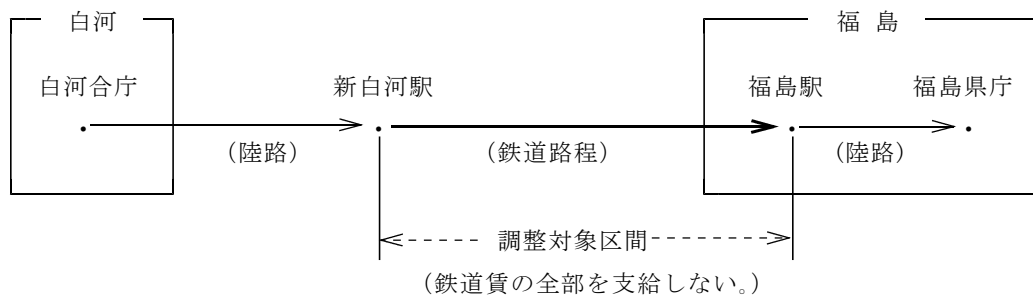 白河
福 島
白河合庁
新白河駅
福島駅
福島県庁
(陸路)
(鉄道路程)
(陸路)
調整対象区間
(鉄道賃の全部を支給しない。)